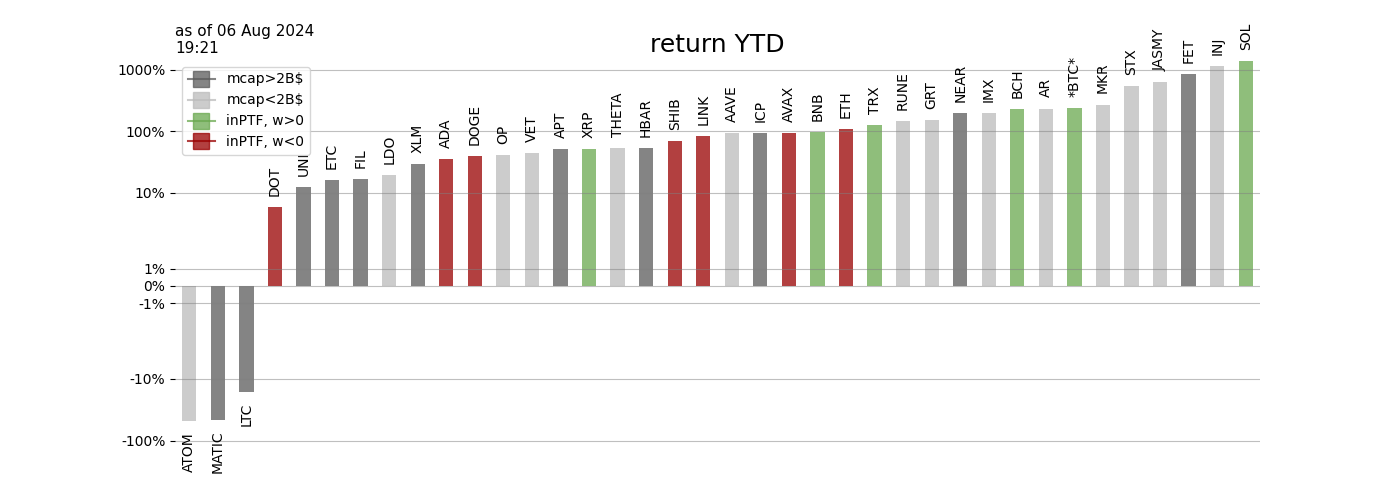 as of 06 Aug 2024
19:21
return YTD
mcap>2B$
mcap<2B$
inPTF, w>0
inPTF, w<0
1000%
100%
10%
1%
0%
-1%
-10%
-100%
ATOM
MATIC
LTC
DOT
UNI
ETC
FIL
LDO
XLM
ADA
DOGE
OP
VET
APT
XRP
THETA
HBAR
SHIB
LINK
AAVE
ICP
AVAX
BNB
ETH
TRX
RUNE
GRT
NEAR
IMX
BCH
AR
*BTC*
MKR
STX
JASMY
FET
INJ
SOL